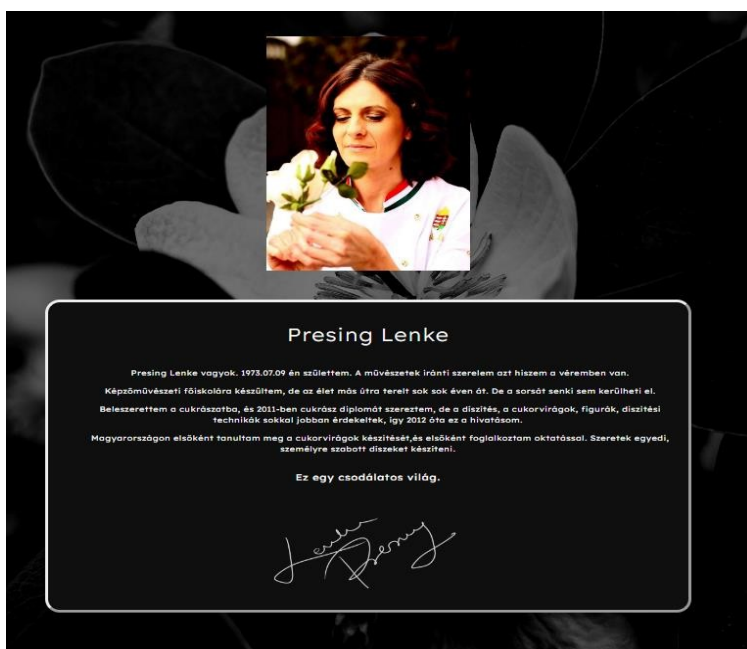 Presing Lenke
Presing Lenke vagyok. 1973.07.09 én születtem. A művészetek iránti szerelem azt hiszem a véremben van.
Képzőművészeti főiskolára készültem, de az élet más útra terelt sok sok éven át. De a sorsát senki sem kerülheti el.
Beleszerettem a cukrászatba, és 2011-ben cukrász diplomát szereztem, de a díszítés, a cukorvirágok, figurák, díszítési
technikák sokkal jobban érdekeltek, így 2012 óta ez a hivatásom.
Magyarországon elsőként tanultam meg a cukorvirágok készítését,és elsőként foglalkoztam oktatással. Szeretek egyedi,
személyre szabott díszeket készíteni.
Ez egy csodálatos világ.
Lenke
Presing